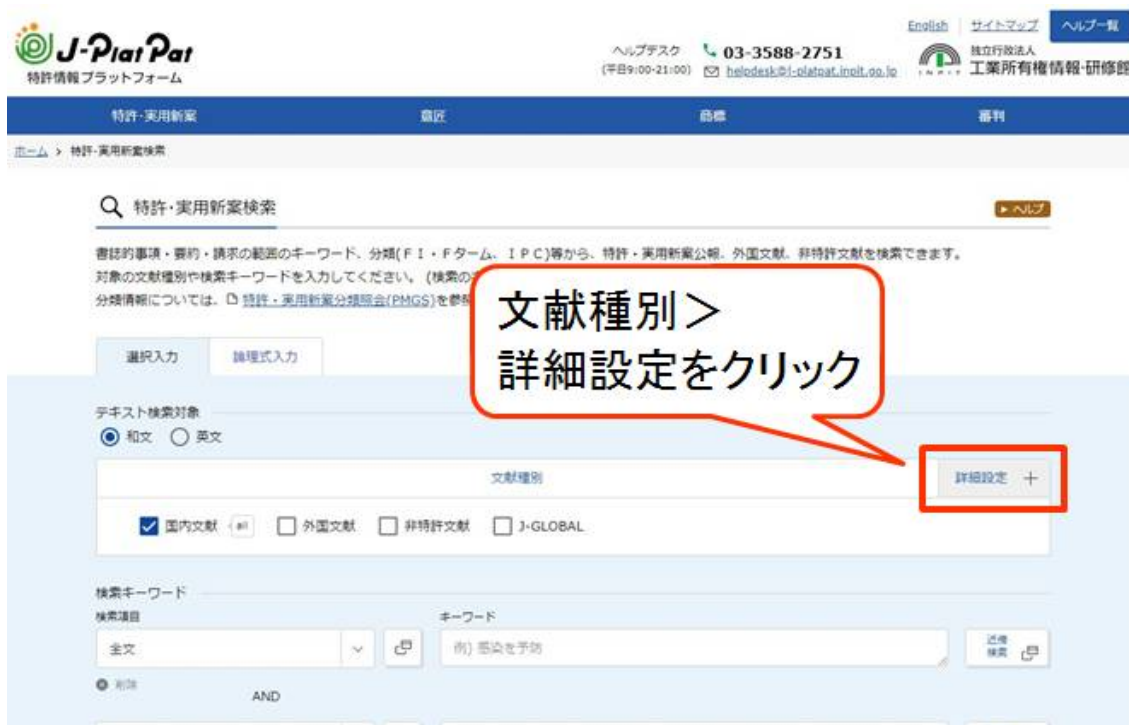 English サイトマップ ヘルプ一覧
J-PlatPat
特許情報プラットフォーム
ヘルプデスク 03-3588-2751
(平日9:00-21:00) helpdesk@j-platpat.inpit.go.jp
INPIT
独立行政法人
工業所有権情報・研修館
特許・実用新案 意匠 商標 審判
ホーム > 特許・実用新案検索
特許・実用新案検索
ヘルプ
書誌的事項・要約・請求の範囲のキーワード、分類(FI・Fターム、IPC)等から、特許・実用新案公報、外国文献、非特許文献を検索できます。
対象の文献種別や検索キーワードを入力してください。(検索の
分類情報については、特許・実用新案分類照会(PMGS)を参照
文献種別＞
詳細設定をクリック
選択入力 論理式入力
テキスト検索対象
和文 英文
文献種別 詳細設定 ＋
国内文献 all 外国文献 非特許文献 J-GLOBAL
検索キーワード
検索項目 キーワード
全文 例) 感染を予防 近傍
検索
削除
AND